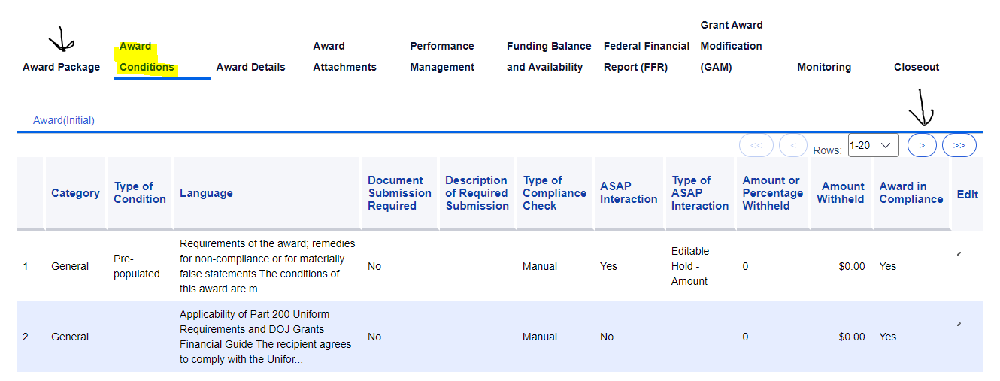 Grant Award
Award Award Performance Funding Balance Federal Financial Modification
Award Package Conditions Award Details Attachments Management and Availability Report (FFR) (GAM) Monitoring Closeout
Award(Initial)
<< < Rows: 1-20 > >>
Category
Type of
Condition
Language
Document
Submission
Required
Description
of Required
Submission
Type of
Compliance
Check
ASAP
Interaction
Type of
ASAP
Interaction
Amount or
Percentage
Withheld
Amount
Withheld
Award in
Compliance
Edit
1
General
Pre-
populated
Requirements of the award; remedies
for non-compliance or for materially
false statements The conditions of
this award are m...
No
Manual
Yes
Editable
Hold -
Amount
0
$0.00
Yes
2
General
Applicability of Part 200 Uniform
Requirements and DOJ Grants
Financial Guide The recipient agrees
to comply with the Unifor...
No
Manual
No
0
$0.00
Yes